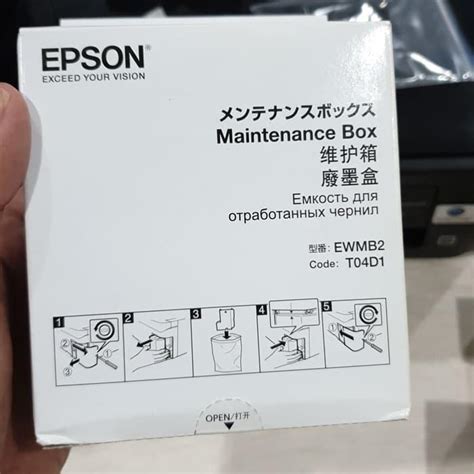 EPSON®
EXCEED YOUR VISION
メンテナンスボックス
Maintenance Box
维护箱
廢墨盒
Емкость для
отработанных чернил
型番: EWMB2
Code: T04D1
1 2 3 4 5
OPEN/打开